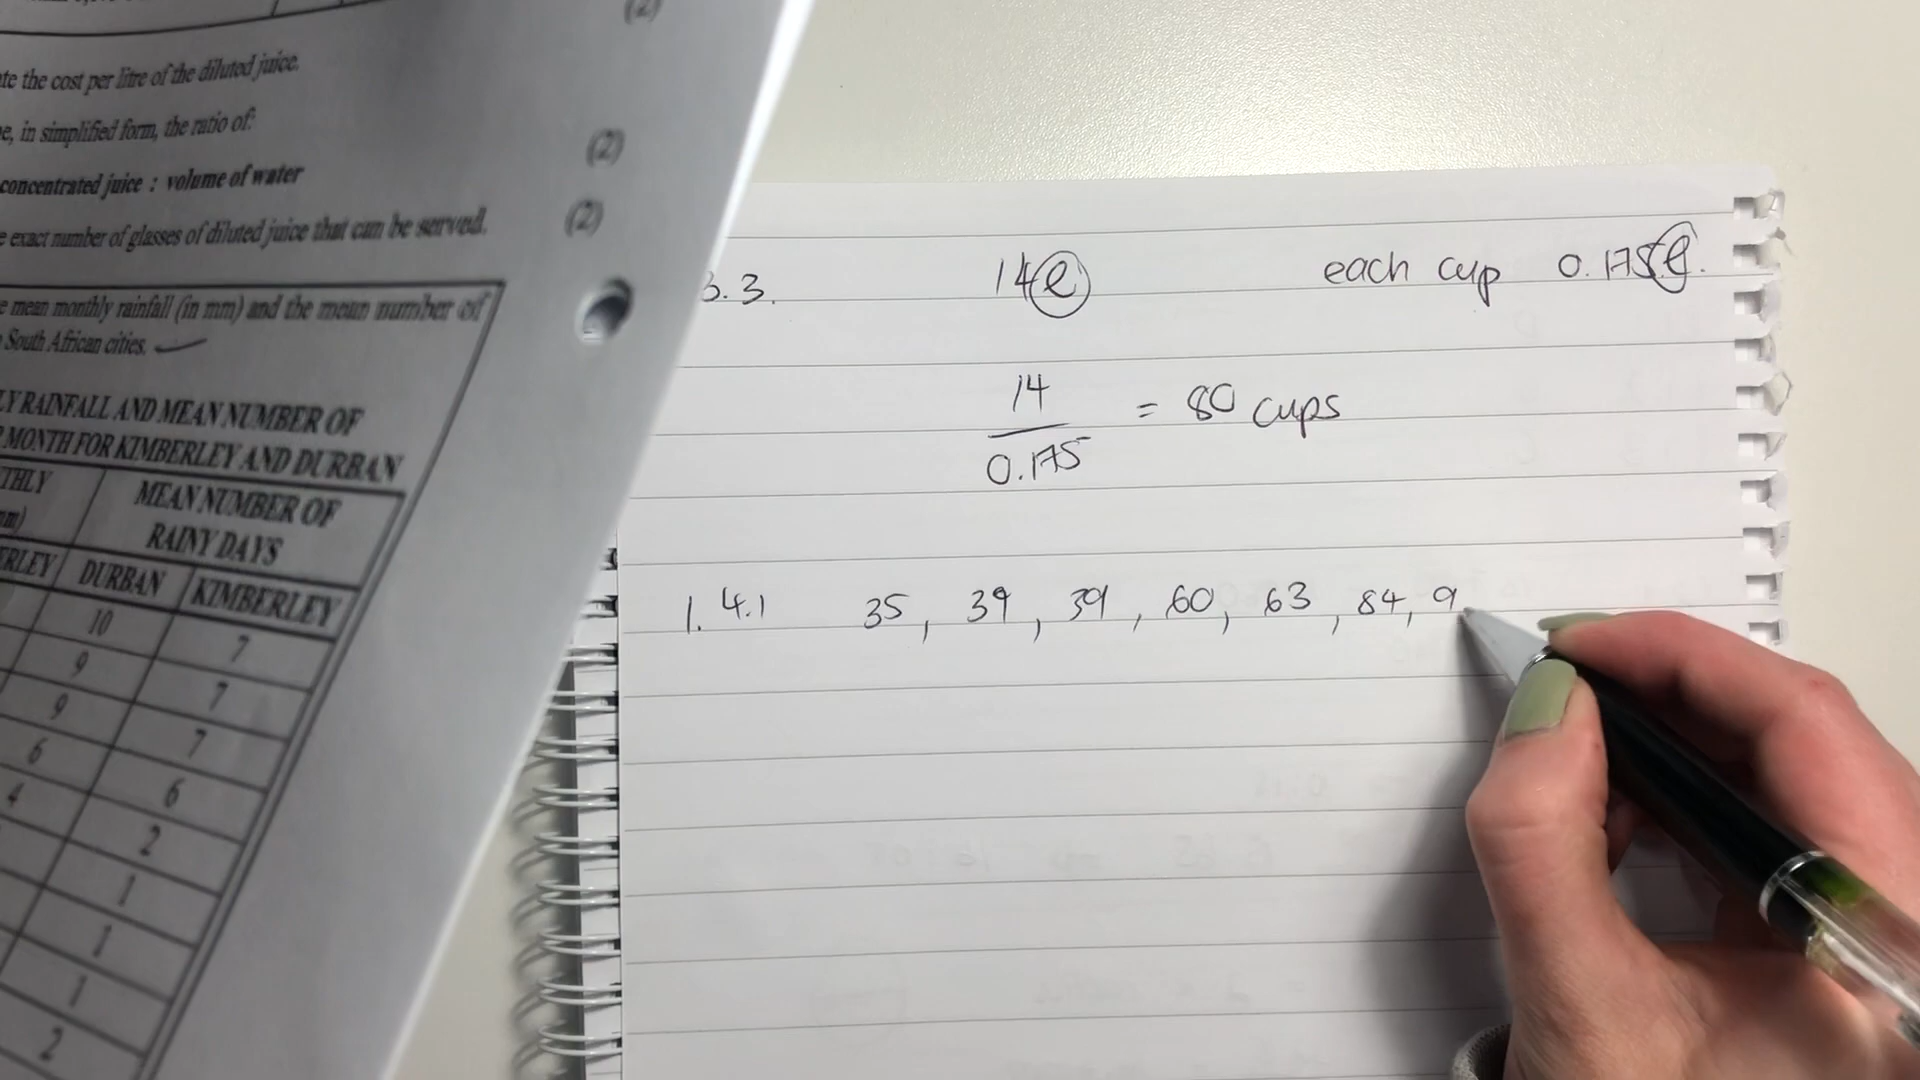 (2)
te the cost per litre of the diluted juice.
e, in simplified form, the ratio of:
(2)
concentrated juice : volume of water
(2)
e exact number of glasses of diluted juice that can be served.
e mean monthly rainfall (in mm) and the mean number of
South African cities.
LY RAINFALL AND MEAN NUMBER OF
MONTH FOR KIMBERLEY AND DURBAN
THLY
mm)
MEAN NUMBER OF
RAINY DAYS
ERLEY DURBAN KIMBERLEY
10 7
9 7
9 7
6 6
4 2
1
1
1
2
3.3. 14l each cup 0.175l.
14
0.175
= 80 cups
1.4.1 35, 39, 39, 60, 63, 84, 9